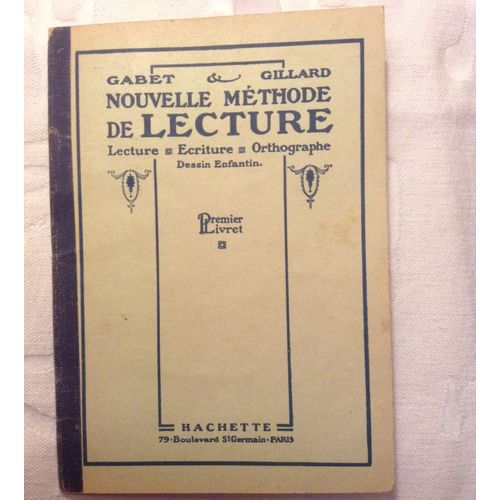 GABET & GILLARD
NOUVELLE MÉTHODE
DE LECTURE
Lecture Ecriture Orthographe
Dessin Enfantin.
Premier
Livret
HACHETTE
79 · Boulevard St Germain · PARIS